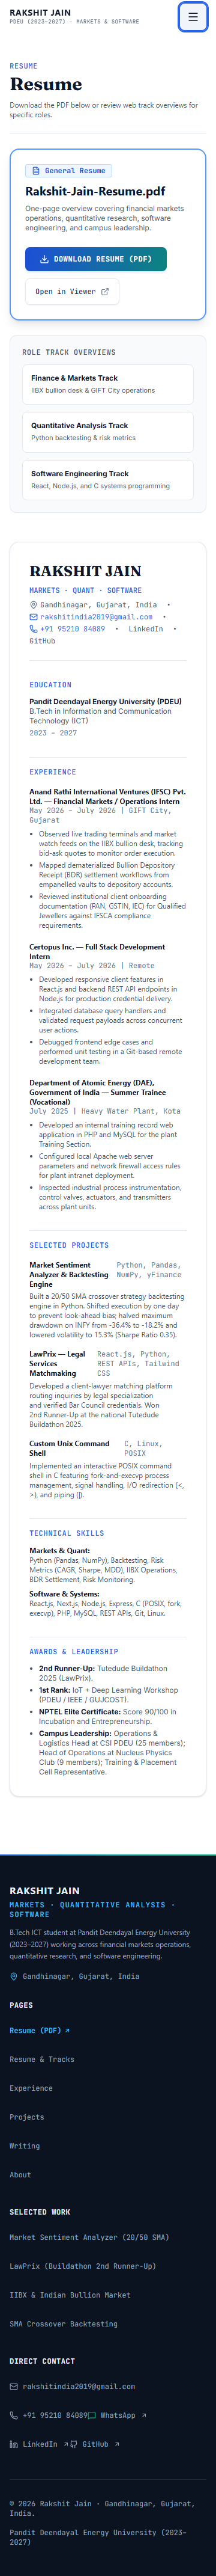 RAKSHIT JAIN
PDEU (2023-2027) · MARKETS & SOFTWARE
RESUME
Resume
Download the PDF below or review web track overviews for
specific roles.
General Resume
Rakshit-Jain-Resume.pdf
One-page overview covering financial markets
operations, quantitative research, software
engineering, and campus leadership.
DOWNLOAD RESUME (PDF)
Open in Viewer
ROLE TRACK OVERVIEWS
Finance & Markets Track
IIBX bullion desk & GIFT City operations
Quantitative Analysis Track
Python backtesting & risk metrics
Software Engineering Track
React, Node.js, and C systems programming
RAKSHIT JAIN
MARKETS · QUANT · SOFTWARE
Gandhinagar, Gujarat, India •
rakshitindia2019@gmail.com •
+91 95210 84089 • LinkedIn •
GitHub
EDUCATION
Pandit Deendayal Energy University (PDEU)
B.Tech in Information and Communication
Technology (ICT)
2023 – 2027
EXPERIENCE
Anand Rathi International Ventures (IFSC) Pvt.
Ltd. — Financial Markets / Operations Intern
May 2026 – July 2026 | GIFT City,
Gujarat
• Observed live trading terminals and market
watch feeds on the IIBX bullion desk, tracking
bid-ask quotes to monitor order execution.
• Mapped dematerialized Bullion Depository
Receipt (BDR) settlement workflows from
empanelled vaults to depository accounts.
• Reviewed institutional client onboarding
documentation (PAN, GSTIN, IEC) for Qualified
Jewellers against IFSCA compliance
requirements.
Certopus Inc. — Full Stack Development
Intern
May 2026 – July 2026 | Remote
• Developed responsive client features in
React.js and backend REST API endpoints in
Node.js for production credential delivery.
• Integrated database query handlers and
validated request payloads across concurrent
user actions.
• Debugged frontend edge cases and
performed unit testing in a Git-based remote
development team.
Department of Atomic Energy (DAE),
Government of India — Summer Trainee
(Vocational)
July 2025 | Heavy Water Plant, Kota
• Developed an internal training record web
application in PHP and MySQL for the plant
Training Section.
• Configured local Apache web server
parameters and network firewall access rules
for plant intranet deployment.
• Inspected industrial process instrumentation,
control valves, actuators, and transmitters
across plant units.
SELECTED PROJECTS
Market Sentiment
Analyzer & Backtesting
Engine
Python, Pandas,
NumPy, yFinance
Built a 20/50 SMA crossover strategy backtesting
engine in Python. Shifted execution by one day
to prevent look-ahead bias; halved maximum
drawdown on INFY from -36.4% to -18.2% and
lowered volatility to 15.3% (Sharpe Ratio 0.35).
LawPrix — Legal
Services
Matchmaking
React.js, Python,
REST APIs, Tailwind
CSS
Developed a client-lawyer matching platform
routing inquiries by legal specialization
and verified Bar Council credentials. Won
2nd Runner-Up at the national Tutedude
Buildathon 2025.
Custom Unix Command
Shell
C, Linux,
POSIX
Implemented an interactive POSIX command
shell in C featuring fork-and-execvp process
management, signal handling, I/O redirection (<,
>), and piping (|).
TECHNICAL SKILLS
Markets & Quant:
Python (Pandas, NumPy), Backtesting, Risk
Metrics (CAGR, Sharpe, MDD), IIBX Operations,
BDR Settlement, Risk Monitoring.
Software & Systems:
React.js, Next.js, Node.js, Express, C (POSIX, fork,
execvp), PHP, MySQL, REST APIs, Git, Linux.
AWARDS & LEADERSHIP
• 2nd Runner-Up: Tutedude Buildathon
2025 (LawPrix).
• 1st Rank: IoT + Deep Learning Workshop
(PDEU / IEEE / GUJCOST).
• NPTEL Elite Certificate: Score 90/100 in
Incubation and Entrepreneurship.
• Campus Leadership: Operations &
Logistics Head at CSI PDEU (25 members);
Head of Operations at Nucleus Physics
Club (9 members); Training & Placement
Cell Representative.
RAKSHIT JAIN
MARKETS · QUANTITATIVE ANALYSIS ·
SOFTWARE
B.Tech ICT student at Pandit Deendayal Energy University
(2023–2027) working across financial markets operations,
quantitative research, and software engineering.
Gandhinagar, Gujarat, India
PAGES
Resume (PDF) ↗
Resume & Tracks
Experience
Projects
Writing
About
SELECTED WORK
Market Sentiment Analyzer (20/50 SMA)
LawPrix (Buildathon 2nd Runner-Up)
IIBX & Indian Bullion Market
SMA Crossover Backtesting
DIRECT CONTACT
rakshitindia2019@gmail.com
+91 95210 84089 WhatsApp ↗
LinkedIn ↗ GitHub ↗
© 2026 Rakshit Jain · Gandhinagar, Gujarat,
India.
Pandit Deendayal Energy University (2023–
2027)